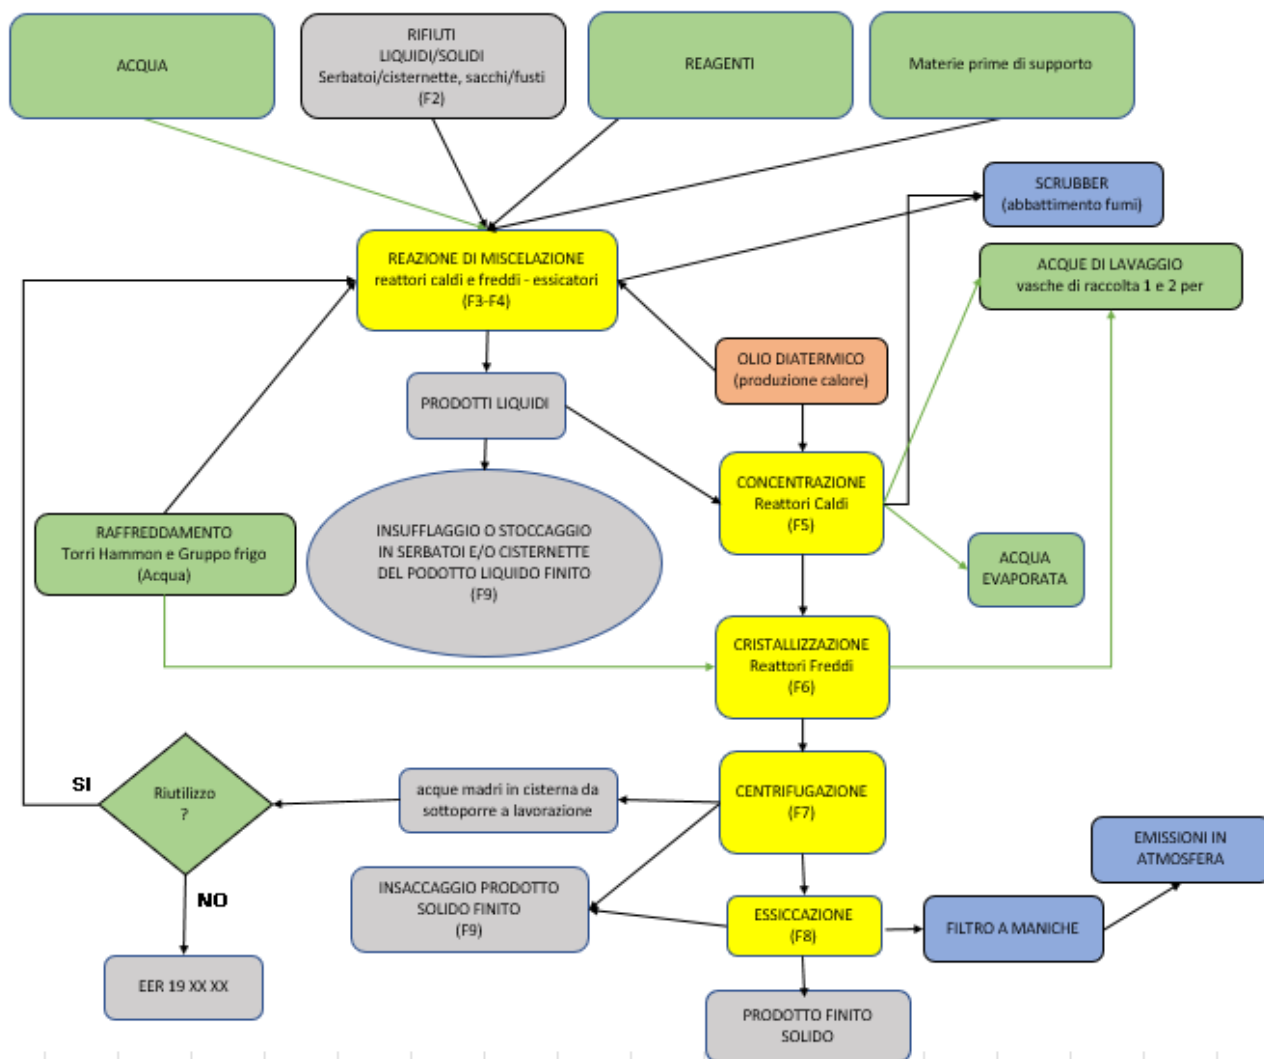 ACQUA
RIFIUTI
LIQUIDI/SOLIDI
Serbatoi/cisternette, sacchi/fusti
(F2)
REAGENTI
Materie prime di supporto
SCRUBBER
(abbattimento fumi)
REAZIONE DI MISCELAZIONE
reattori caldi e freddi - essicatori
(F3-F4)
ACQUE DI LAVAGGIO
vasche di raccolta 1 e 2 per
OLIO DIATERMICO
(produzione calore)
PRODOTTI LIQUIDI
CONCENTRAZIONE
Reattori Caldi
(F5)
INSUFFLAGGIO O STOCCAGGIO
IN SERBATOI E/O CISTERNETTE
DEL PODOTTO LIQUIDO FINITO
(F9)
RAFFREDDAMENTO
Torri Hammon e Gruppo frigo
(Acqua)
ACQUA
EVAPORATA
CRISTALLIZZAZIONE
Reattori Freddi
(F6)
SI
Riutilizzo
?
acque madri in cisterna da
sottoporre a lavorazione
CENTRIFUGAZIONE
(F7)
EMISSIONI IN
ATMOSFERA
NO
INSACCAGGIO PRODOTTO
SOLIDO FINITO
(F9)
ESSICCAZIONE
(F8)
FILTRO A MANICHE
EER 19 XX XX
PRODOTTO FINITO
SOLIDO